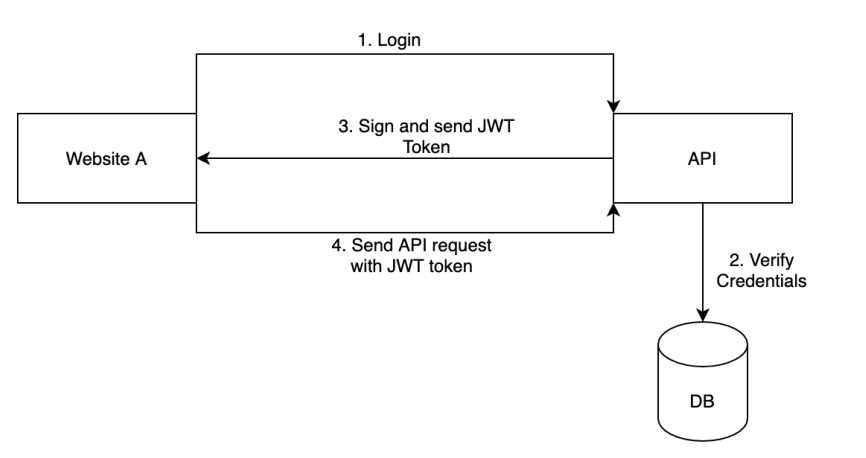 1. Login
3. Sign and send JWT
Token
Website A
API
4. Send API request
with JWT token
2. Verify
Credentials
DB